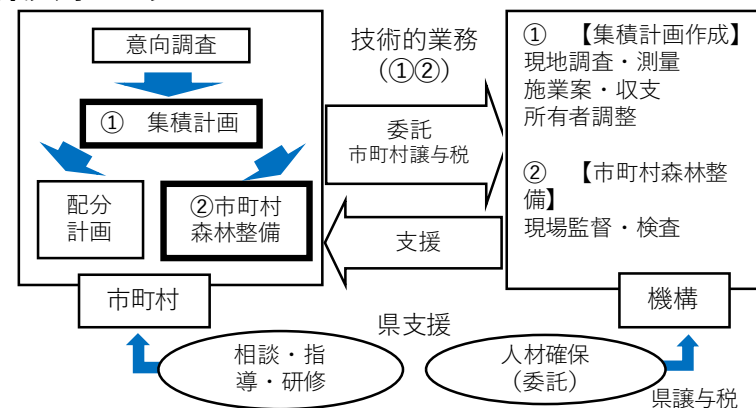 意向調査
① 集積計画
配分
計画
②市町村
森林整備
市町村
技術的業務
(①②)
委託
市町村譲与税
支援
① 【集積計画作成】
現地調査・測量
施業案・収支
所有者調整
② 【市町村森林整
備】
現場監督・検査
機構
県支援
相談・指
導・研修
人材確保
(委託)
県譲与税